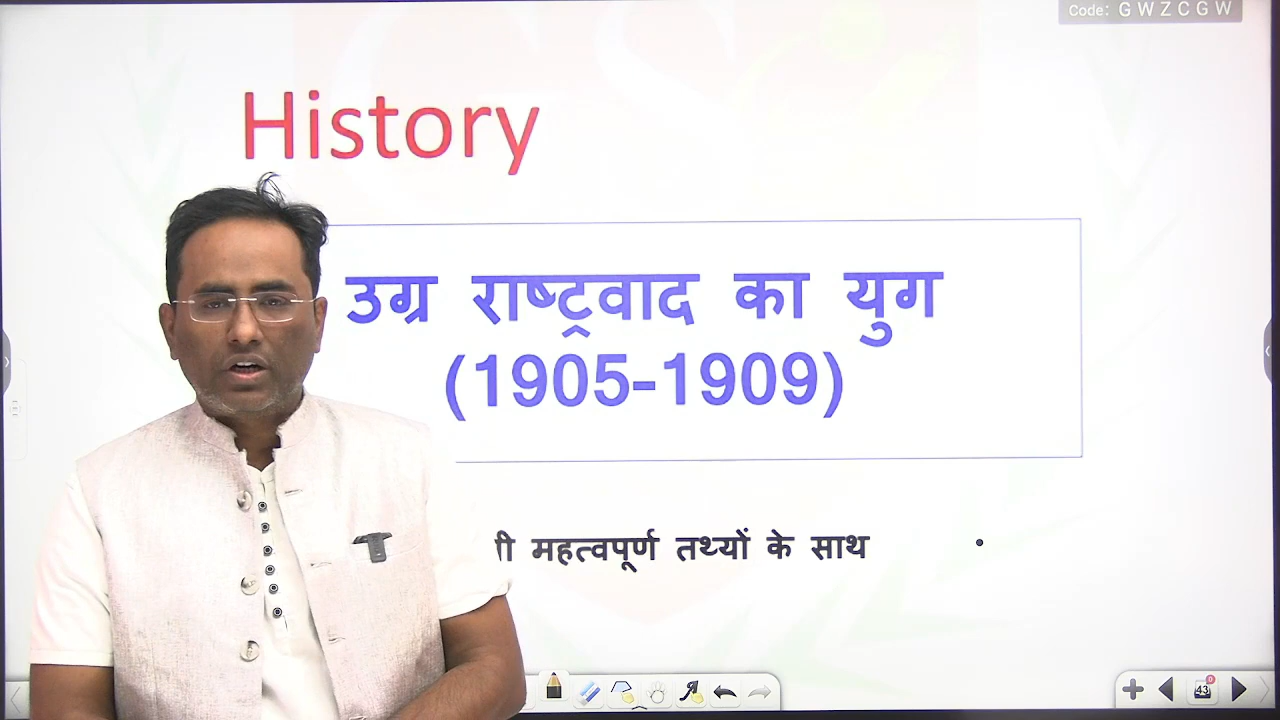 Code: G W Z C G W
History
उग्र राष्ट्रवाद का युग
(1905-1909)
महत्वपूर्ण तथ्यों के साथ
43